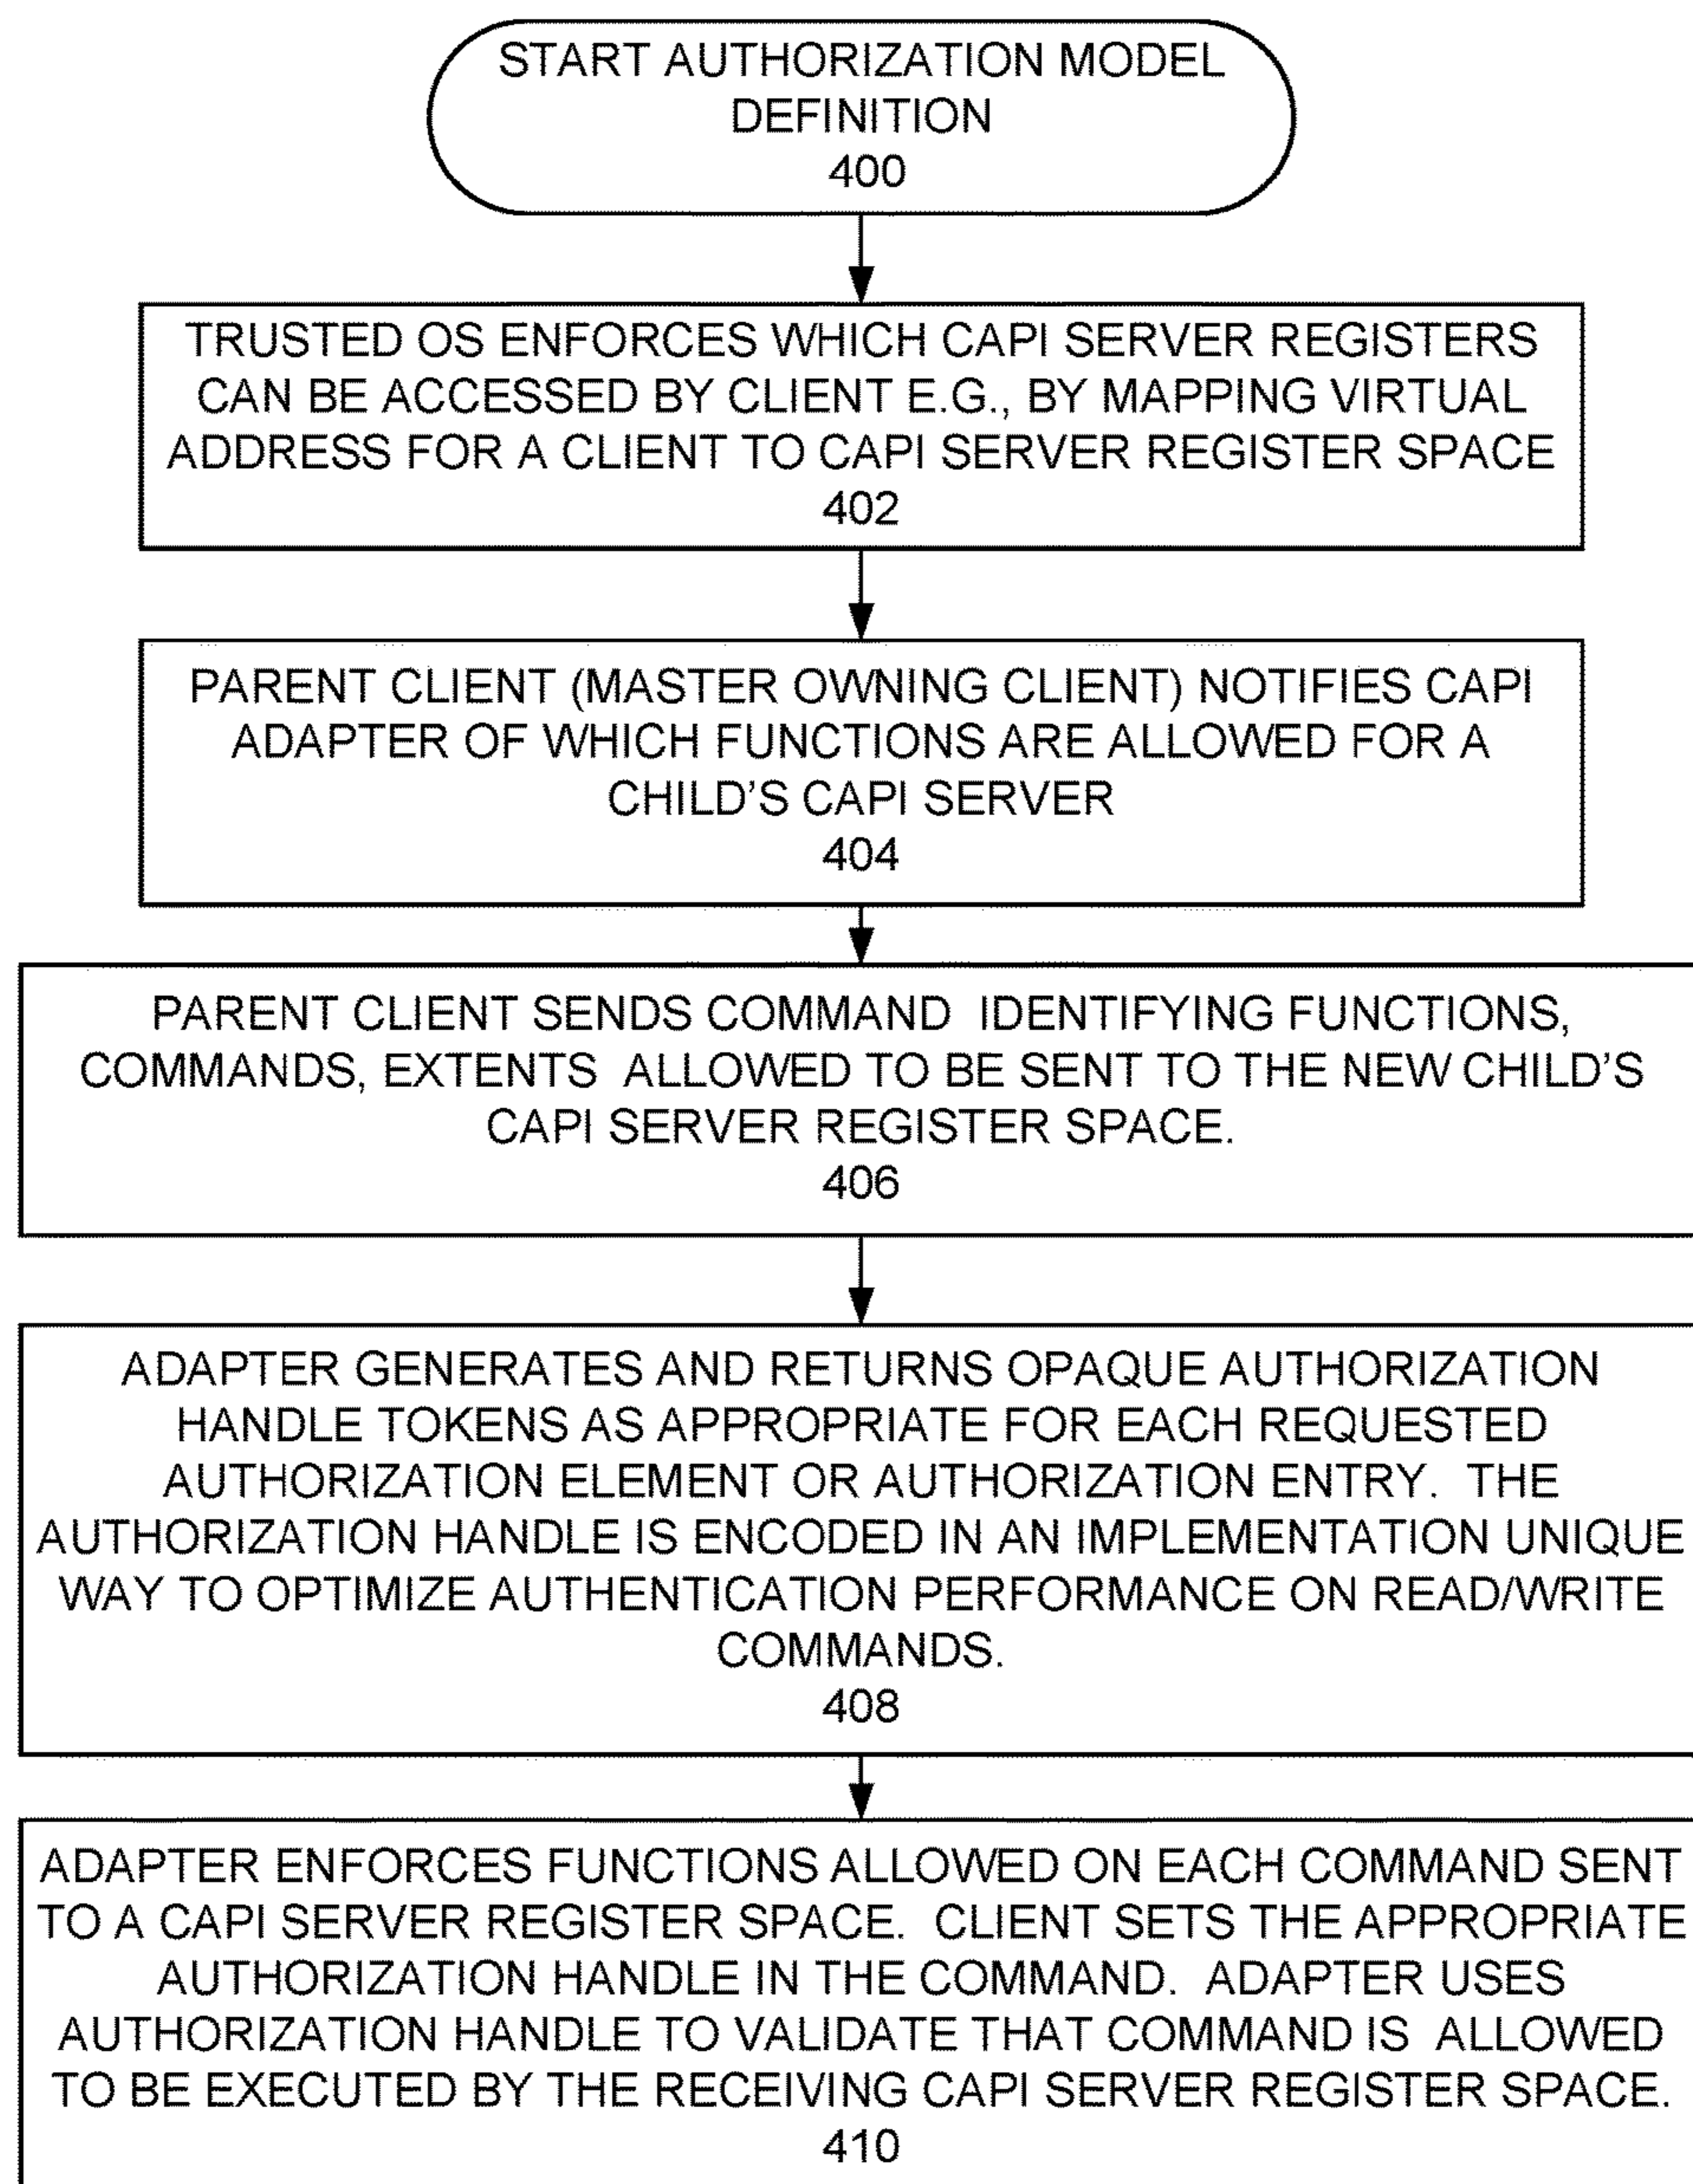 START AUTHORIZATION MODEL
DEFINITION
400
TRUSTED OS ENFORCES WHICH CAPI SERVER REGISTERS
CAN BE ACCESSED BY CLIENT E.G., BY MAPPING VIRTUAL
ADDRESS FOR A CLIENT TO CAPI SERVER REGISTER SPACE
402
PARENT CLIENT (MASTER OWNING CLIENT) NOTIFIES CAPI
ADAPTER OF WHICH FUNCTIONS ARE ALLOWED FOR A
CHILD'S CAPI SERVER
404
PARENT CLIENT SENDS COMMAND IDENTIFYING FUNCTIONS,
COMMANDS, EXTENTS ALLOWED TO BE SENT TO THE NEW CHILD'S
CAPI SERVER REGISTER SPACE.
406
ADAPTER GENERATES AND RETURNS OPAQUE AUTHORIZATION
HANDLE TOKENS AS APPROPRIATE FOR EACH REQUESTED
AUTHORIZATION ELEMENT OR AUTHORIZATION ENTRY. THE
AUTHORIZATION HANDLE IS ENCODED IN AN IMPLEMENTATION UNIQUE
WAY TO OPTIMIZE AUTHENTICATION PERFORMANCE ON READ/WRITE
COMMANDS.
408
ADAPTER ENFORCES FUNCTIONS ALLOWED ON EACH COMMAND SENT
TO A CAPI SERVER REGISTER SPACE. CLIENT SETS THE APPROPRIATE
AUTHORIZATION HANDLE IN THE COMMAND. ADAPTER USES
AUTHORIZATION HANDLE TO VALIDATE THAT COMMAND IS ALLOWED
TO BE EXECUTED BY THE RECEIVING CAPI SERVER REGISTER SPACE.
410